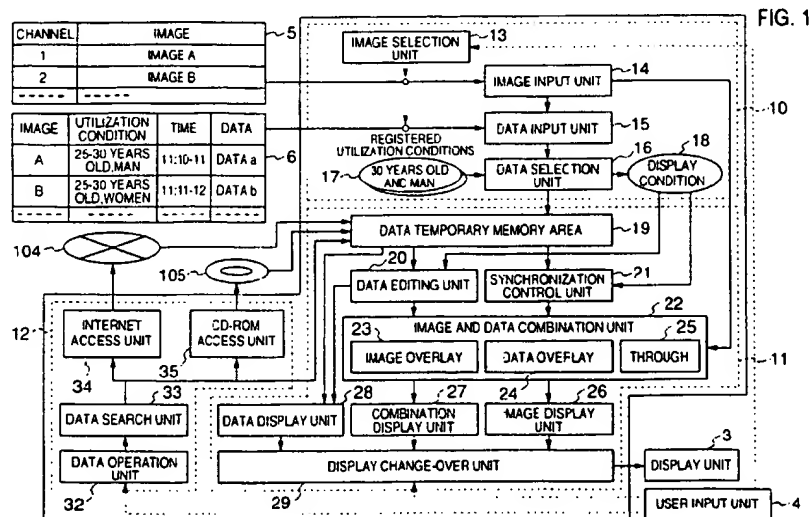 FIG. 1
CHANNEL IMAGE 5
1 IMAGE A
2 IMAGE B
IMAGE UTILIZATION CONDITION TIME DATA 6
A 25-30 YEARS OLD,MAN 11:10-11 DATA a
B 25-30 YEARS OLD,WOMEN 11:11-12 DATA b
IMAGE SELECTION UNIT 13
IMAGE INPUT UNIT 14
DATA INPUT UNIT 15
10
REGISTERED UTILIZATION CONDITIONS
17 30 YEARS OLD ANC MAN
DATA SELECTION UNIT 16
DISPLAY CONDITION 18
104
DATA TEMPORARY MEMORY AREA 19
105
20
DATA EDITING UNIT
SYNCHRONIZATION CONTROL UNIT 21
22
IMAGE AND DATA COMBINATION UNIT
23 IMAGE OVERLAY
24 DATA OVERLAY
25 THROUGH
11
12
INTERNET ACCESS UNIT
34
CD-ROM ACCESS UNIT
35
33
DATA SEARCH UNIT
DATA OPERATION UNIT
32
28
DATA DISPLAY UNIT
27
COMBINATION DISPLAY UNIT
26
IMAGE DISPLAY UNIT
DISPLAY CHANGE-OVER UNIT
29
3
DISPLAY UNIT
USER INPUT UNIT 4